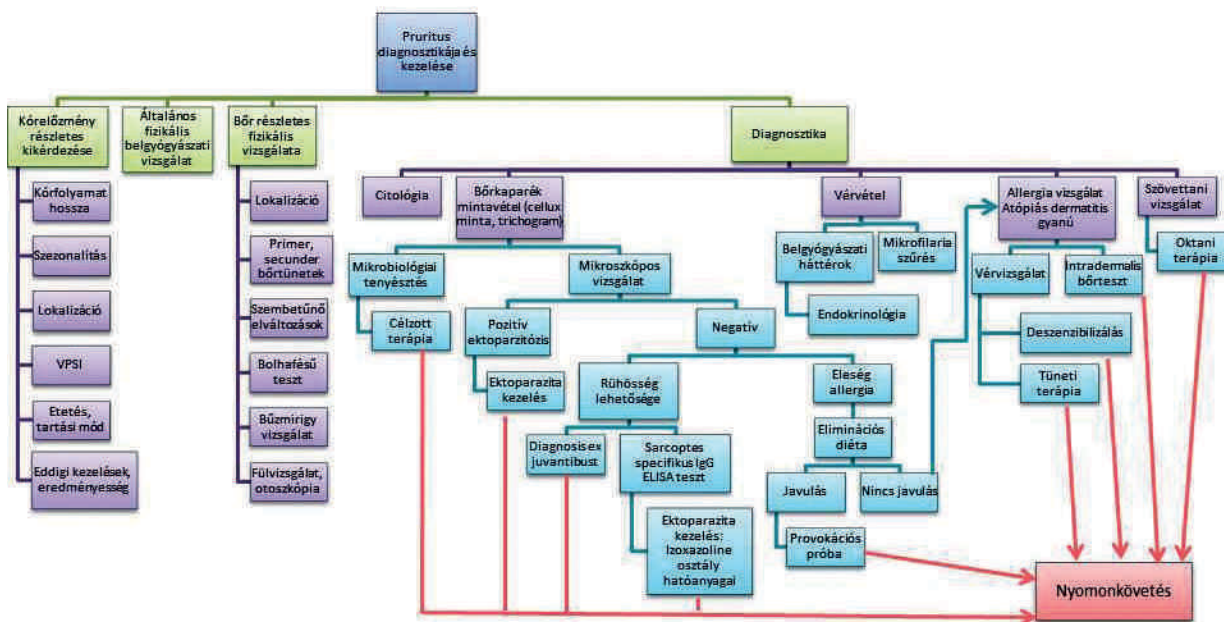 Pruritus
diagnosztikája és
kezelése
Kórelőzmény
részletes
kikérdezése
Általános
fizikális
belgyógyászati
vizsgálat
Bőr részletes
fizikális
vizsgálata
Diagnosztika
Kórfolyamat
hossza
Szezonalítás
Lokalizáció
VPSI
Etetés,
tartási mód
Eddigi kezelések,
eredményesség
Lokalizáció
Primer,
secunder
bőrtünetek
Szembetűnő
elváltozások
Bolhafésű
teszt
Bűzmirigy
vizsgálat
Fülvizsgálat,
otoszkópia
Citológia
Bőrkaparék
mintavétel (cellux
minta, trichogram)
Vérvétel
Allergia vizsgálat
Atópiás dermatitis
gyanú
Szövettani
vizsgálat
Mikrobiológiai
tenyésztés
Célzott
terápia
Mikroszkópos
vizsgálat
Pozitív
ektoparzitózis
Ektoparazita
kezelés
Negatív
Rühösség
lehetősége
Diagnosis ex
juvantibust
Sarcoptes
specifikus IgG
ELISA teszt
Ektoparazita
kezelés:
Izoxazoline
osztály
hatóanyagai
Eleség
allergia
Eliminációs
diéta
Javulás
Nincs javulás
Provokációs
próba
Belgyógyászati
háttérok
Mikrofilaria
szűrés
Endokrinológia
Vérvizsgálat
Intradermalis
bőrteszt
Deszenzibilizálás
Tüneti
terápia
Oktani
terápia
Nyomonkövetés